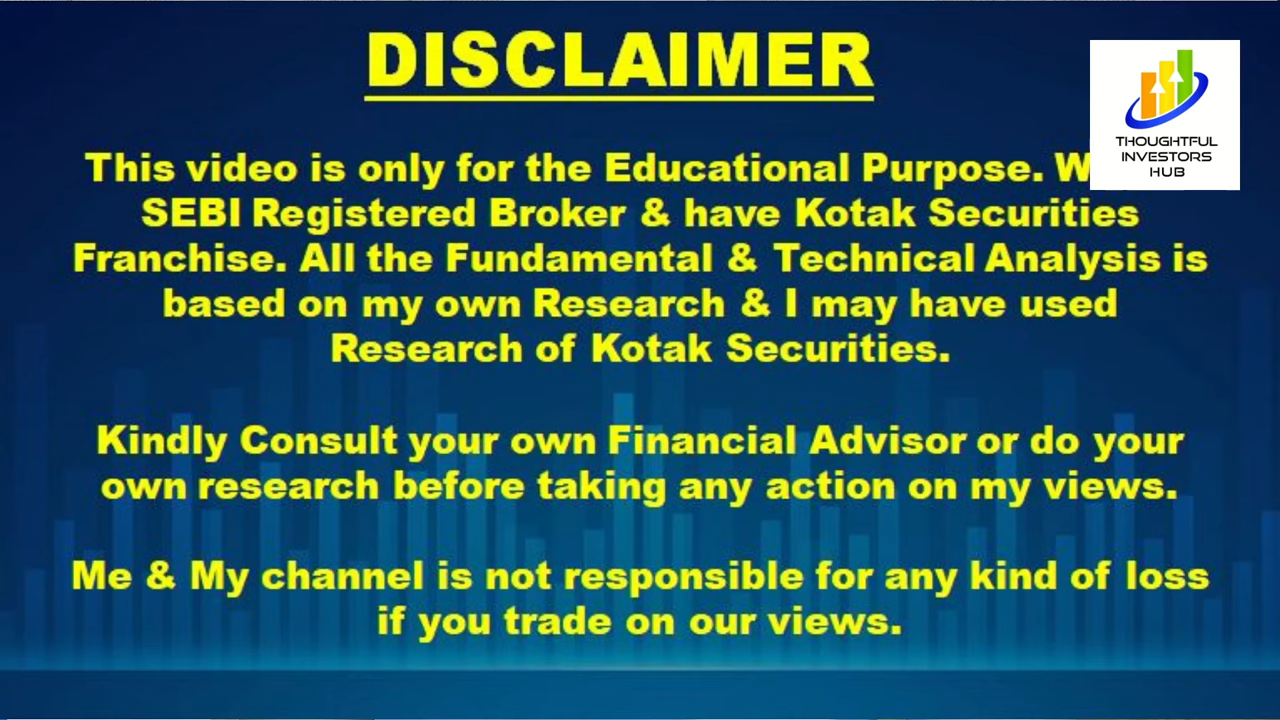 DISCLAIMER
This video is only for the Educational Purpose.
SEBI Registered Broker & have Kotak Securities
Franchise. All the Fundamental & Technical Analysis is
based on my own Research & I may have used
Research of Kotak Securities.
Kindly Consult your own Financial Advisor or do your
own research before taking any action on my views.
Me & My channel is not responsible for any kind of loss
if you trade on our views.
THOUGHTFUL
INVESTORS
HUB